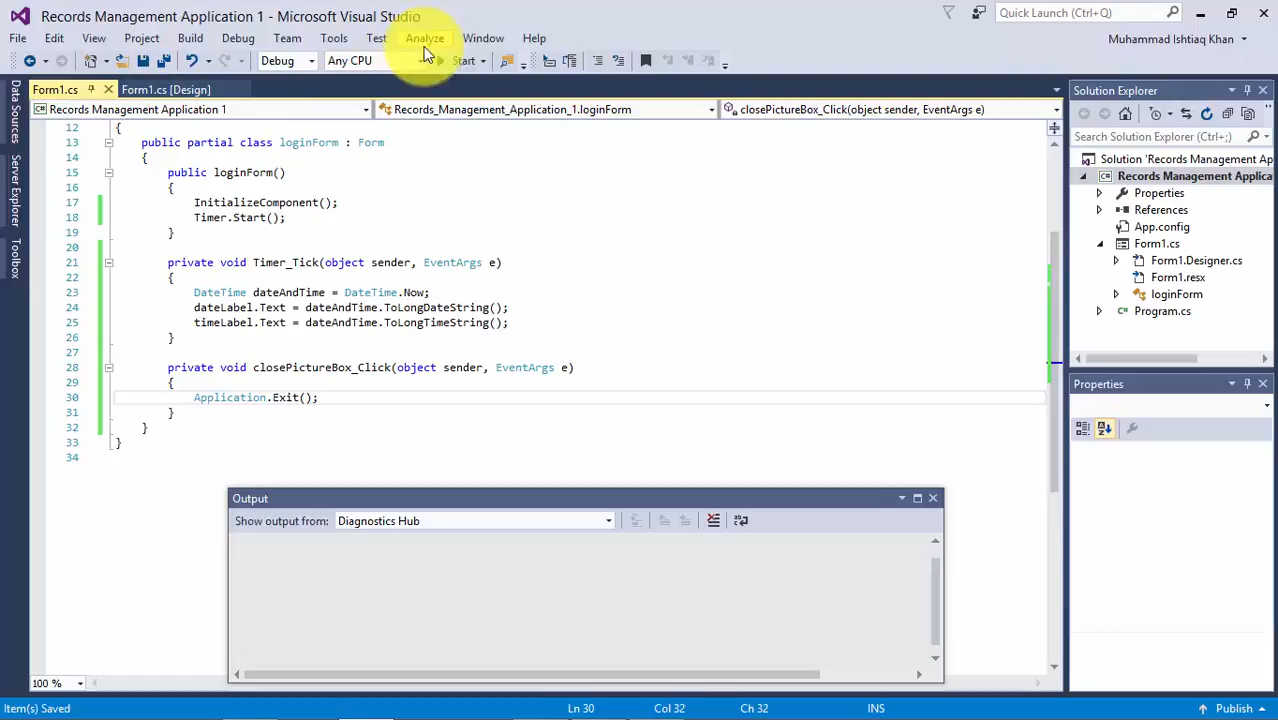 Records Management Application 1 - Microsoft Visual Studio
Quick Launch (Ctrl+Q)
File Edit View Project Build Debug Team Tools Test Analyze Window Help
Muhammad Ishtiaq Khan
Debug Any CPU Start
Form1.cs Form1.cs [Design]
Records Management Application 1 Records_Management_Application_1.loginForm closePictureBox_Click(object sender, EventArgs e)
Data Sources
Server Explorer
Toolbox
12 {
13 public partial class loginForm : Form
14 {
15 public loginForm()
16 {
17 InitializeComponent();
18 Timer.Start();
19 }
20
21 private void Timer_Tick(object sender, EventArgs e)
22 {
23 DateTime dateAndTime = DateTime.Now;
24 dateLabel.Text = dateAndTime.ToLongDateString();
25 timeLabel.Text = dateAndTime.ToLongTimeString();
26 }
27
28 private void closePictureBox_Click(object sender, EventArgs e)
29 {
30 Application.Exit();
31 }
32 }
33 }
34
Output
Show output from: Diagnostics Hub
100 %
Solution Explorer
Search Solution Explorer (Ctrl+;)
Solution 'Records Management Ap
Records Management Applica
Properties
References
App.config
Form1.cs
Form1.Designer.cs
Form1.resx
loginForm
Program.cs
Properties
Item(s) Saved Ln 30 Col 32 Ch 32 INS Publish